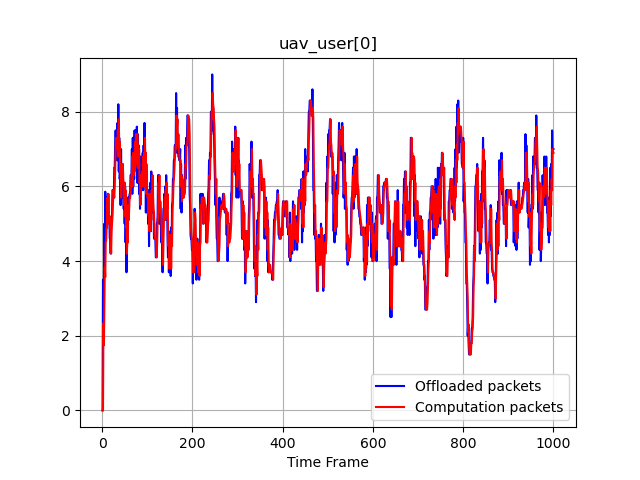 uav_user[0]
8
6
4
2
0
Offloaded packets
Computation packets
0 200 400 600 800 1000
Time Frame